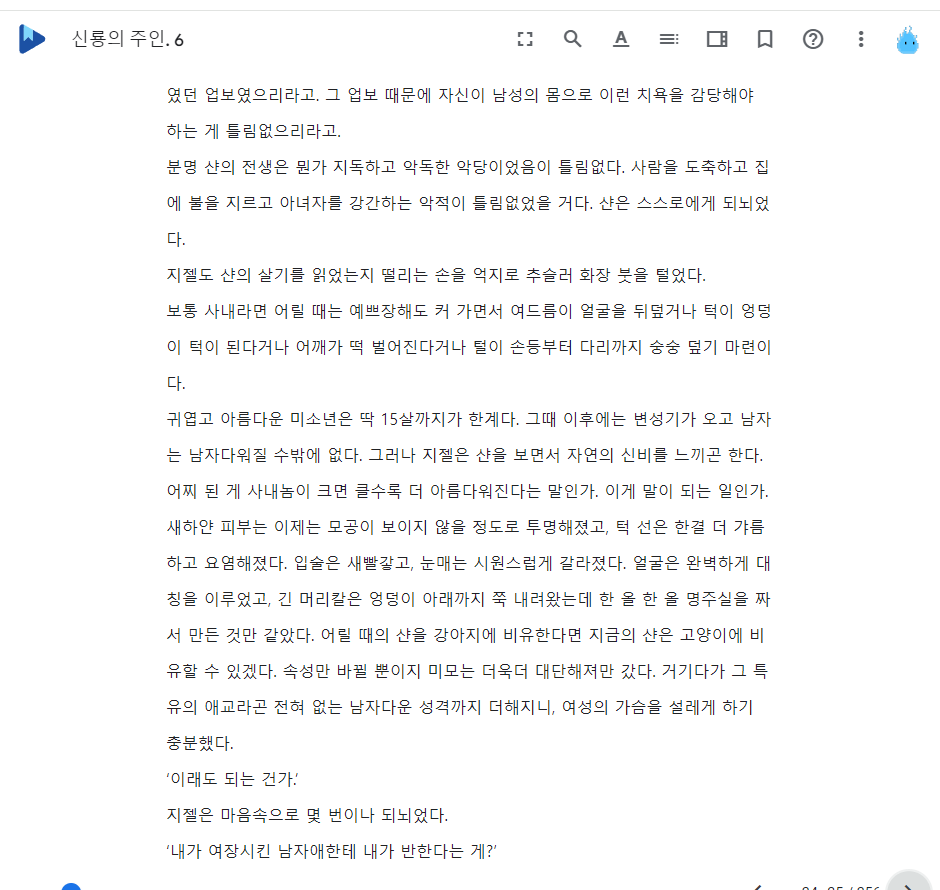 신룡의 주인. 6
였던 업보였으리라고. 그 업보 때문에 자신이 남성의 몸으로 이런 치욕을 감당해야
하는 게 틀림없으리라고.
분명 샨의 전생은 뭔가 지독하고 악독한 악당이었음이 틀림없다. 사람을 도축하고 집
에 불을 지르고 아녀자를 강간하는 악적이 틀림없었을 거다. 샨은 스스로에게 되뇌었
다.
지젤도 샨의 살기를 읽었는지 떨리는 손을 억지로 추슬러 화장 붓을 털었다.
보통 사내라면 어릴 때는 예쁘장해도 커 가면서 여드름이 얼굴을 뒤덮거나 턱이 엉덩
이 턱이 된다거나 어깨가 떡 벌어진다거나 털이 손등부터 다리까지 숭숭 덮기 마련이
다.
귀엽고 아름다운 미소년은 딱 15살까지가 한계다. 그때 이후에는 변성기가 오고 남자
는 남자다워질 수밖에 없다. 그러나 지젤은 샨을 보면서 자연의 신비를 느끼곤 한다.
어찌 된 게 사내놈이 크면 클수록 더 아름다워진다는 말인가. 이게 말이 되는 일인가.
새하얀 피부는 이제는 모공이 보이지 않을 정도로 투명해졌고, 턱 선은 한결 더 갸름
하고 요염해졌다. 입술은 새빨갛고, 눈매는 시원스럽게 갈라졌다. 얼굴은 완벽하게 대
칭을 이루었고, 긴 머리칼은 엉덩이 아래까지 쭉 내려왔는데 한 올 한 올 명주실을 짜
서 만든 것만 같았다. 어릴 때의 샨을 강아지에 비유한다면 지금의 샨은 고양이에 비
유할 수 있겠다. 속성만 바뀔 뿐이지 미모는 더욱더 대단해져만 갔다. 거기다가 그 특
유의 애교라곤 전혀 없는 남자다운 성격까지 더해지니, 여성의 가슴을 설레게 하기
충분했다.
‘이래도 되는 건가.’
지젤은 마음속으로 몇 번이나 되뇌었다.
‘내가 여장시킨 남자애한테 내가 반한다는 게?’